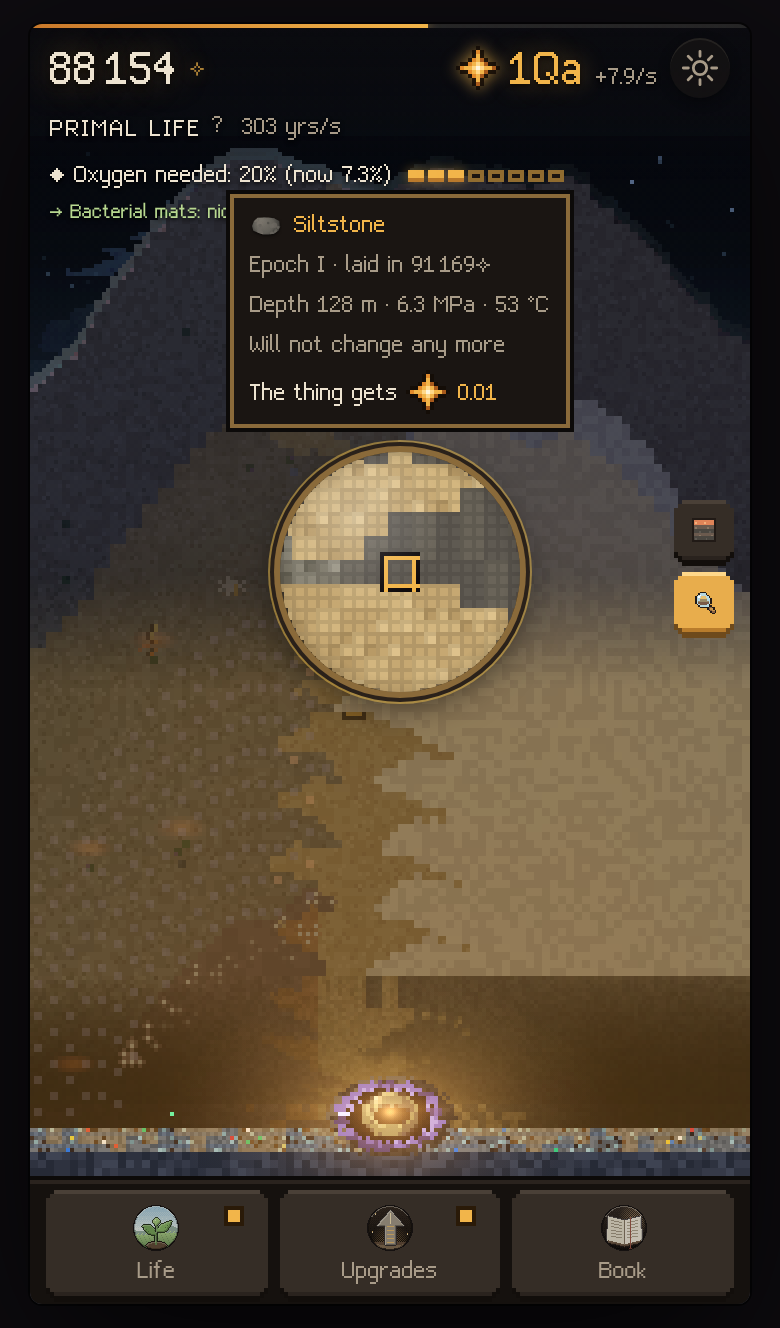 88 154
1Qa +7.9/s
PRIMAL LIFE ? 303 yrs/s
Oxygen needed: 20% (now 7.3%)
→ Bacterial mats:
Siltstone
Epoch I · laid in 91 169✧
Depth 128 m · 6.3 MPa · 53 °C
Will not change any more
The thing gets 0.01
Life
Upgrades
Book